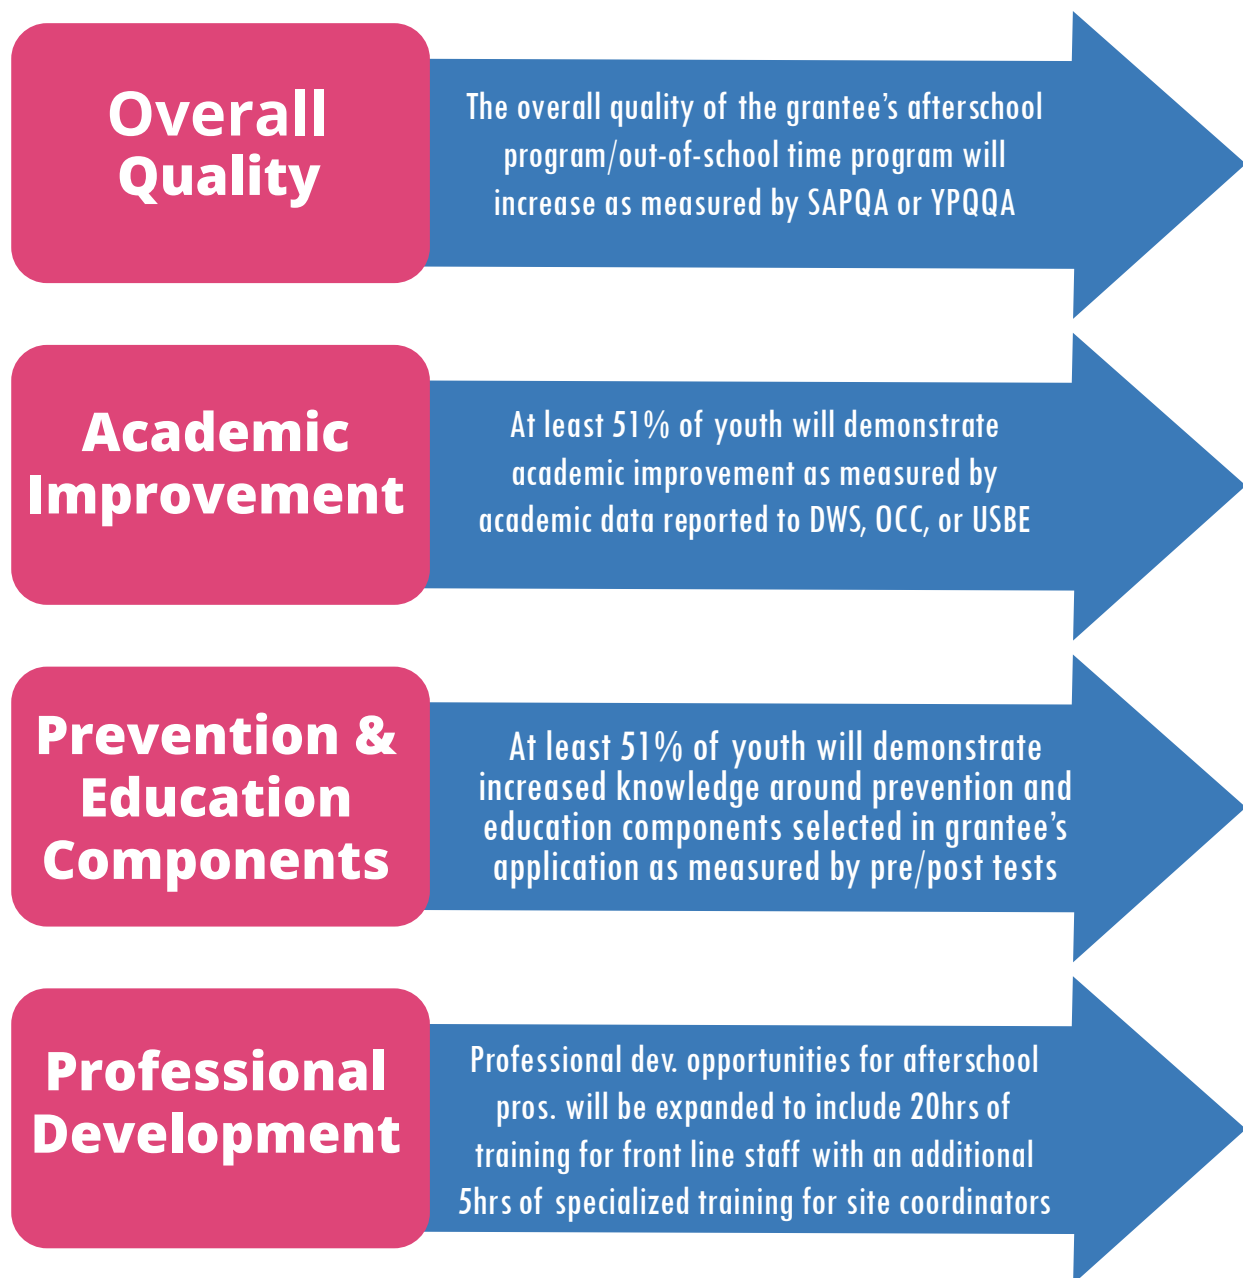 Overall
Quality
The overall quality of the grantee’s afterschool
program/out-of-school time program will
increase as measured by SAPQA or YPQQA
Academic
Improvement
At least 51% of youth will demonstrate
academic improvement as measured by
academic data reported to DWS, OCC, or USBE
Prevention &
Education
Components
At least 51% of youth will demonstrate
increased knowledge around prevention and
education components selected in grantee’s
application as measured by pre/post tests
Professional
Development
Professional dev. opportunities for afterschool
pros. will be expanded to include 20hrs of
training for front line staff with an additional
5hrs of specialized training for site coordinators